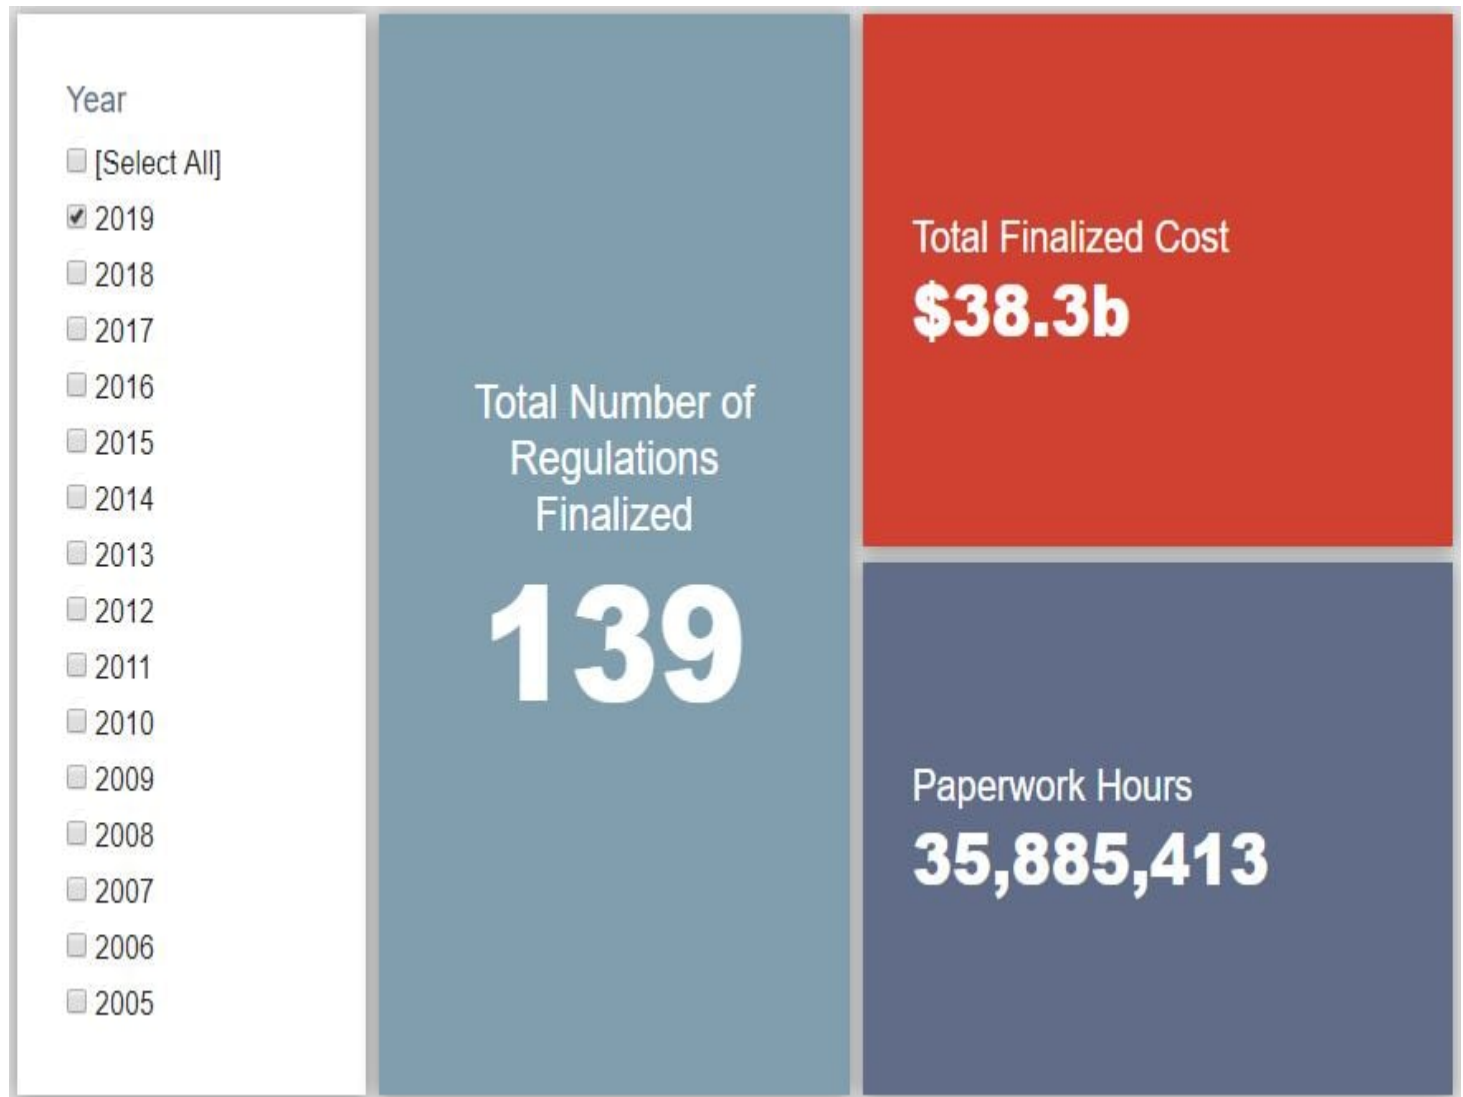 Year
[Select All]
2019
2018
2017
2016
2015
2014
2013
2012
2011
2010
2009
2008
2007
2006
2005
Total Number of
Regulations
Finalized
139
Total Finalized Cost
$38.3b
Paperwork Hours
35,885,413